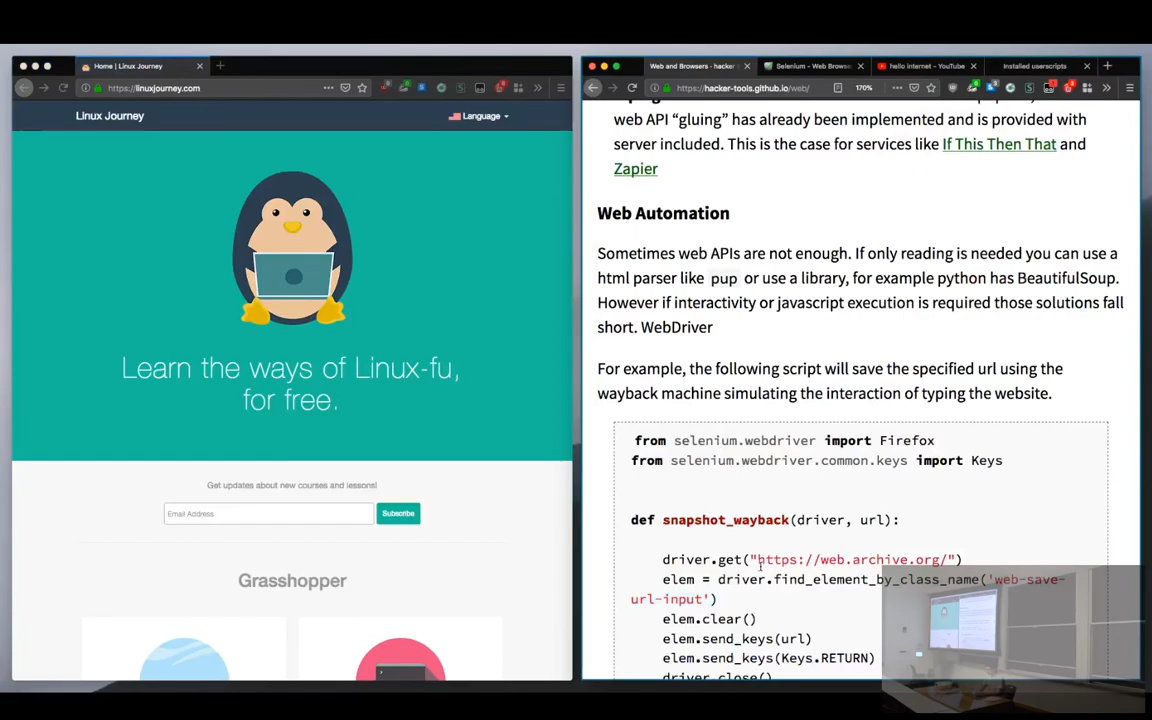 Home | Linux Journey
https://linuxjourney.com
Linux Journey
Language
Learn the ways of Linux-fu,
for free.
Get updates about new courses and lessons!
Email Address
Subscribe
Grasshopper
Web and Browsers · hacker-
Selenium - Web Browser
hello internet - YouTube
Installed userscripts
https://hacker-tools.github.io/web/
170%
web API “gluing” has already been implemented and is provided with
server included. This is the case for services like If This Then That and
Zapier
Web Automation
Sometimes web APIs are not enough. If only reading is needed you can use a
html parser like pup or use a library, for example python has BeautifulSoup.
However if interactivity or javascript execution is required those solutions fall
short. WebDriver
For example, the following script will save the specified url using the
wayback machine simulating the interaction of typing the website.
from selenium.webdriver import Firefox
from selenium.webdriver.common.keys import Keys
def snapshot_wayback(driver, url):
driver.get("https://web.archive.org/")
elem = driver.find_element_by_class_name('web-save-
url-input')
elem.clear()
elem.send_keys(url)
elem.send_keys(Keys.RETURN)
driver.close()